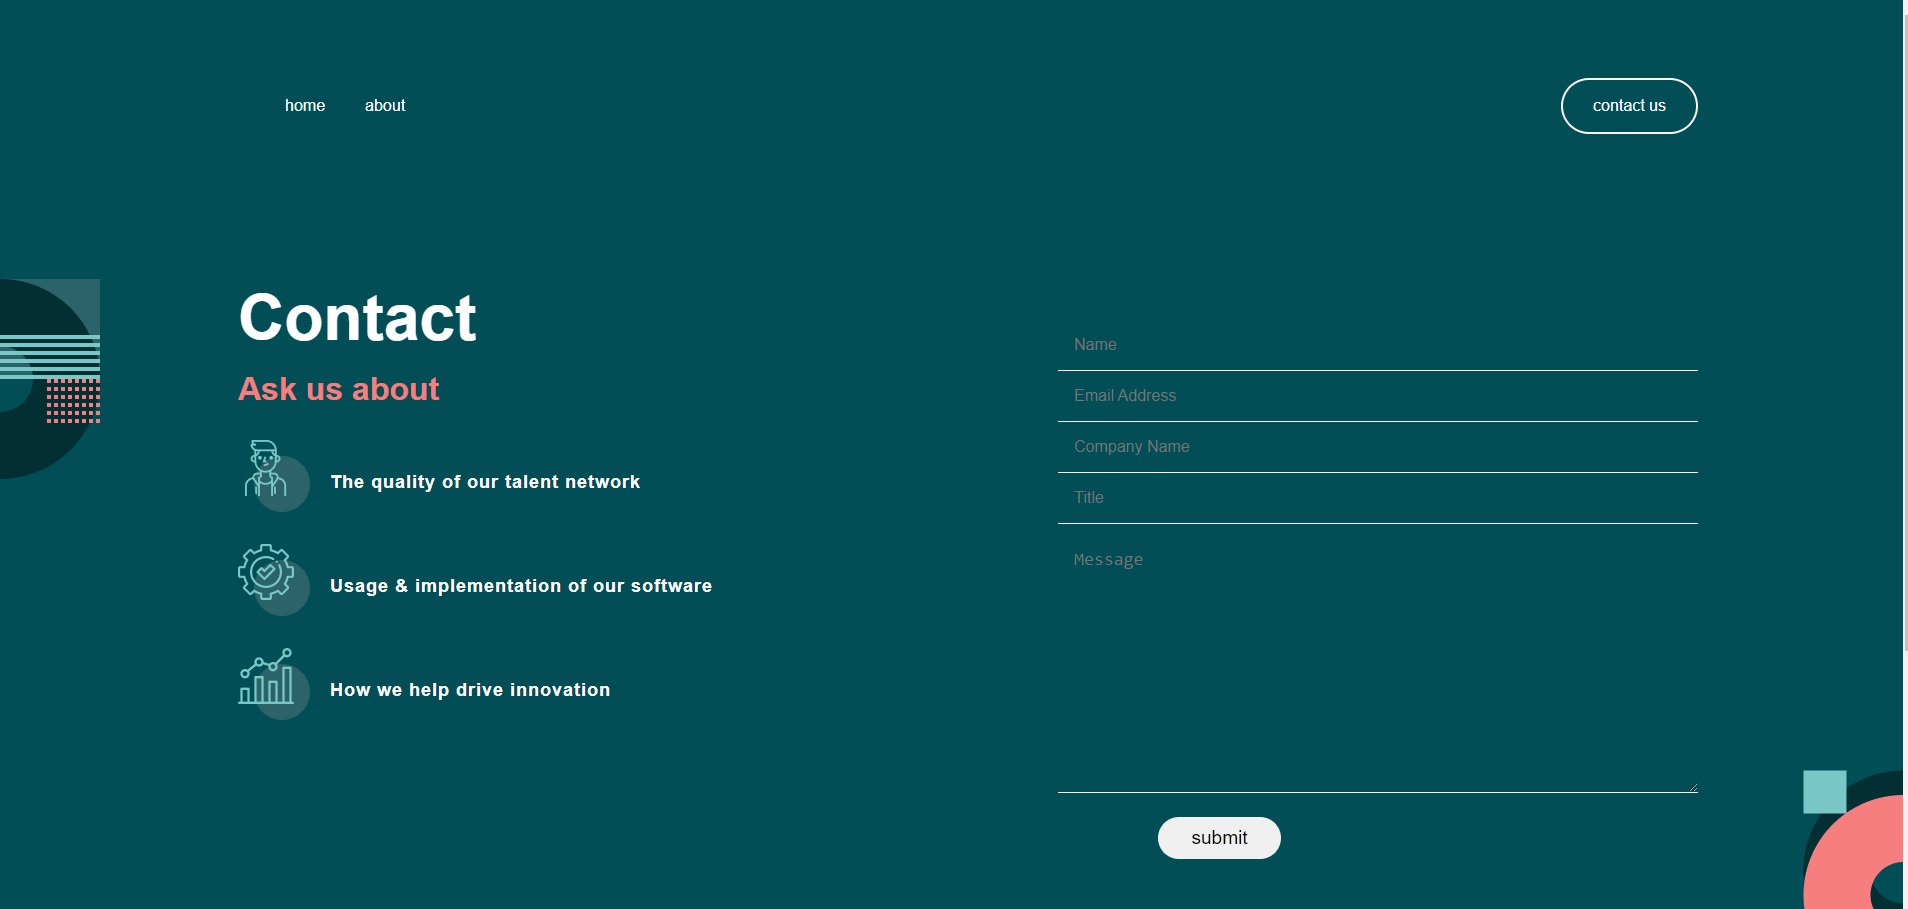 home about contact us
Contact
Ask us about
The quality of our talent network
Usage & implementation of our software
How we help drive innovation
Name
Email Address
Company Name
Title
Message
submit